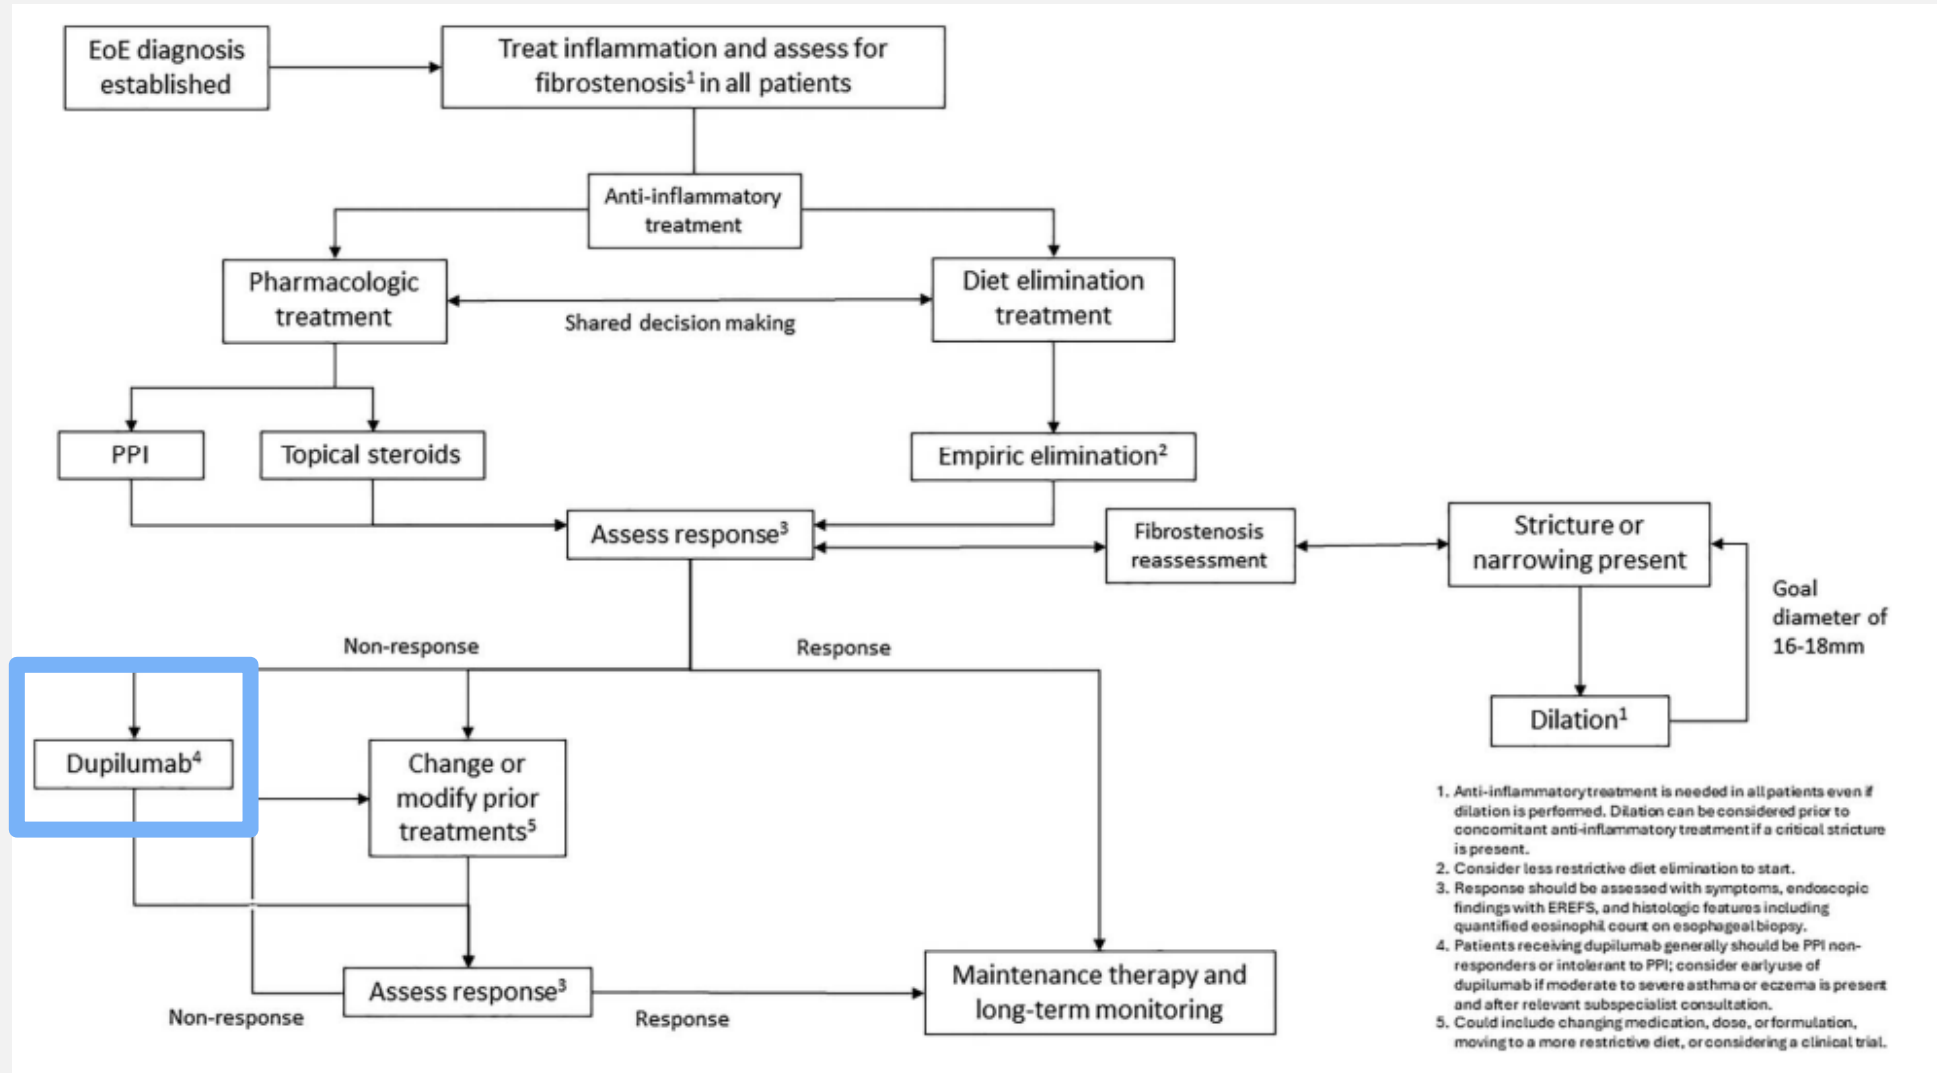 EoE diagnosis
established
Treat inflammation and assess for
fibrostenosis¹ in all patients
Anti-inflammatory
treatment
Pharmacologic
treatment
Shared decision making
Diet elimination
treatment
PPI
Topical steroids
Empiric elimination²
Assess response³
Fibrostenosis
reassessment
Stricture or
narrowing present
Goal
diameter of
16-18mm
Dilation¹
Non-response
Response
Dupilumab⁴
Change or
modify prior
treatments⁵
Assess response³
Non-response
Response
Maintenance therapy and
long-term monitoring
1. Anti-inflammatory treatment is needed in all patients even if
dilation is performed. Dilation can be considered prior to
concomitant anti-inflammatory treatment if a critical stricture
is present.
2. Consider less restrictive diet elimination to start.
3. Response should be assessed with symptoms, endoscopic
findings with EREFS, and histologic features including
quantified eosinophil count on esophageal biopsy.
4. Patients receiving dupilumab generally should be PPI non-
responders or intolerant to PPI; consider early use of
dupilumab if moderate to severe asthma or eczema is present
and after relevant subspecialist consultation.
5. Could include changing medication, dose, or formulation,
moving to a more restrictive diet, or considering a clinical trial.